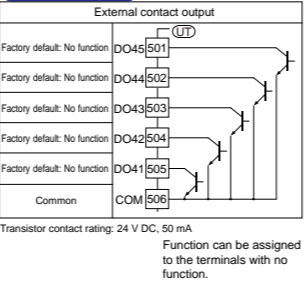 External contact output
UT
Factory default: No function DO45 501
Factory default: No function DO44 502
Factory default: No function DO43 503
Factory default: No function DO42 504
Factory default: No function DO41 505
Common COM 506
Transistor contact rating: 24 V DC, 50 mA
Function can be assigned
to the terminals with no
function.